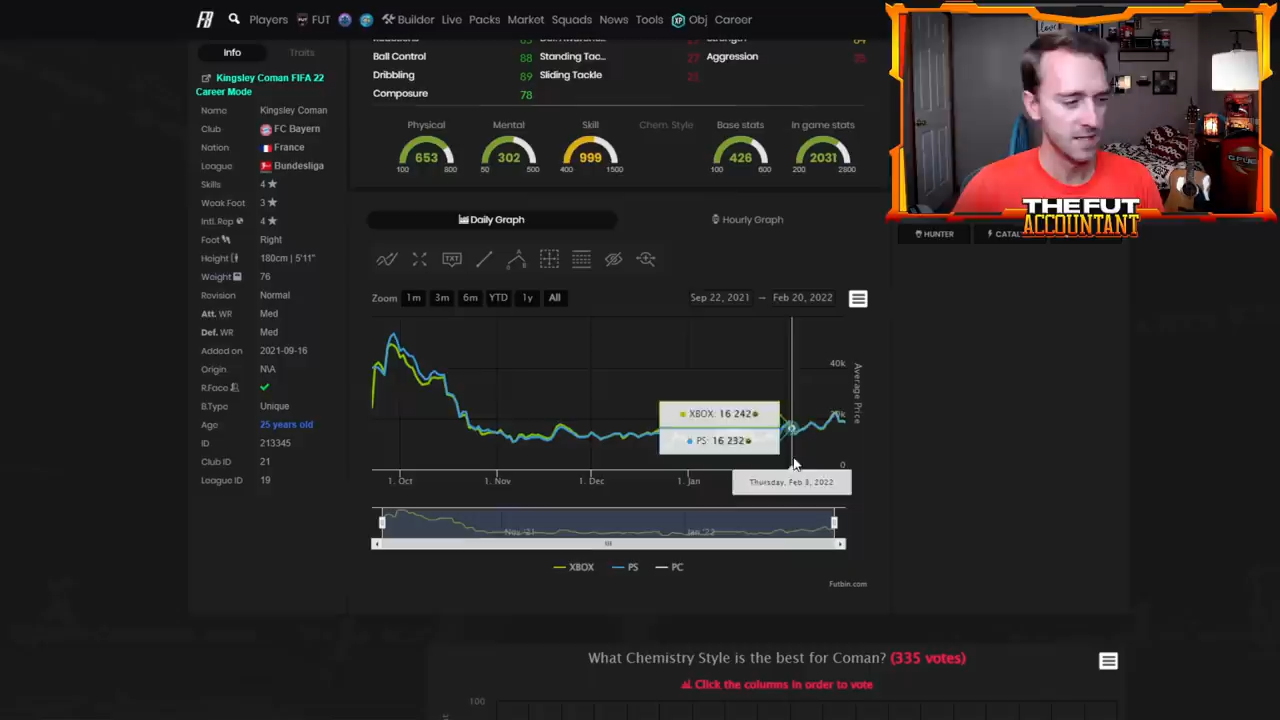 FB Players FUT Builder Live Packs Market Squads News Tools XP Obj Career
Info Traits
Kingsley Coman FIFA 22
Career Mode
Name Kingsley Coman
Club FC Bayern
Nation France
League Bundesliga
Skills 4★
Weak Foot 3★
Intl. Rep 4★
Foot Right
Height 180cm | 5'11"
Weight 76
Revision Normal
Att. WR Med
Def. WR Med
Added on 2021-09-16
Origin N\A
R.Face
B.Type Unique
Age 25 years old
ID 213345
Club ID 21
League ID 19
Ball Control 88 Standing Tac... 27 Aggression
Dribbling 89 Sliding Tackle
Composure 78
Physical Mental Skill Chem. Style Base stats In game stats
653 302 999 426 2031
100 800 50 500 400 1500 100 600 200 2800
Daily Graph Hourly Graph
TXT
Zoom 1m 3m 6m YTD 1y All Sep 22, 2021 → Feb 20, 2022
40k
Average Price
XBOX: 16 242
PS: 16 232
0
1. Oct 1. Nov 1. Dec 1. Jan
Thursday, Feb 3, 2022
Nov '21 Jan '22
XBOX PS PC
Futbin.com
What Chemistry Style is the best for Coman? (335 votes)
Click the columns in order to vote
100
THE FUT
ACCOUNTANT
HUNTER